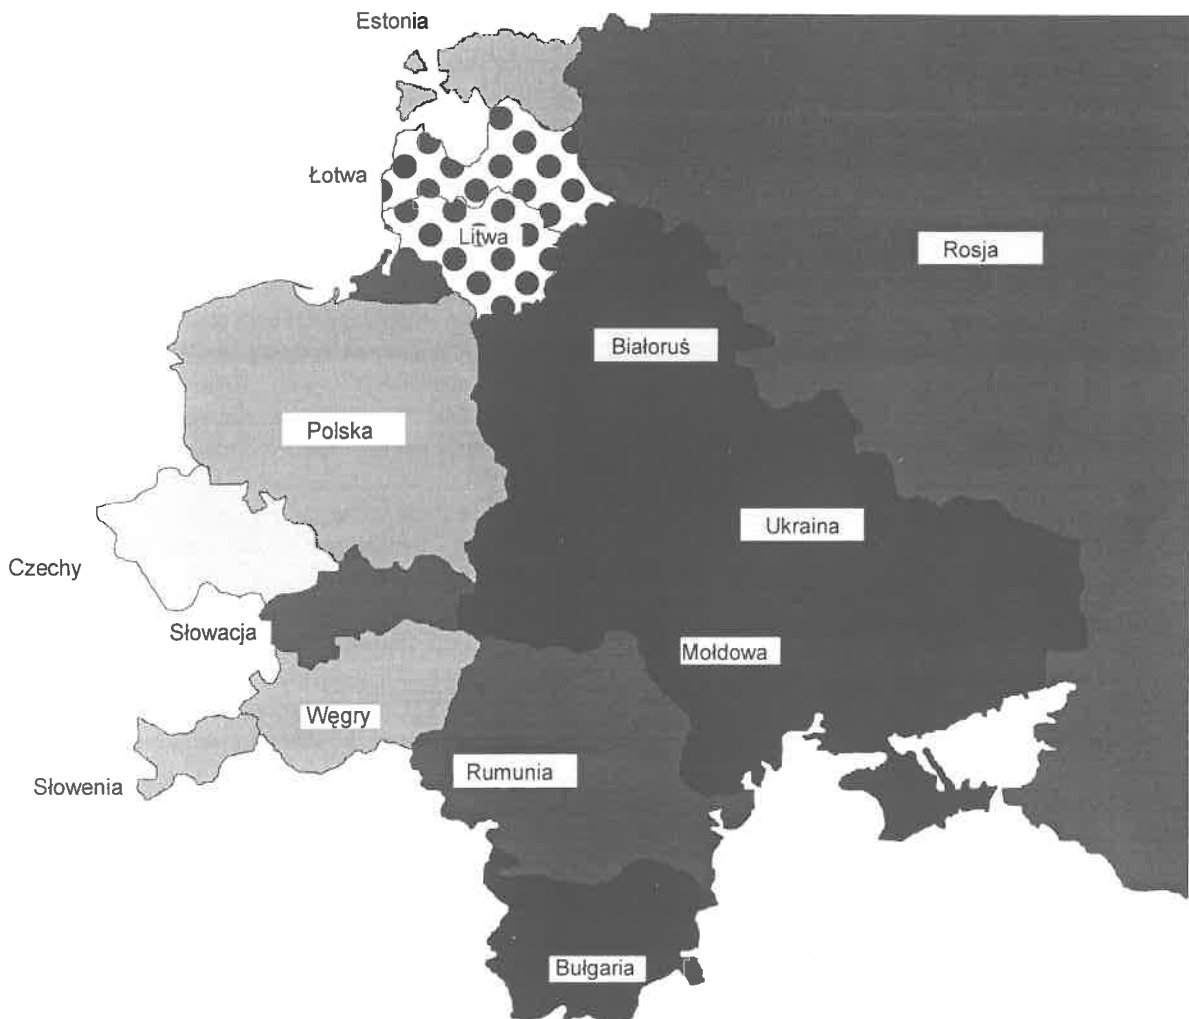 Estonia
Łotwa
Litwa
Rosja
Białoruś
Polska
Ukraina
Czechy
Słowacja
Mołdowa
Węgry
Rumunia
Słowenia
Bułgaria